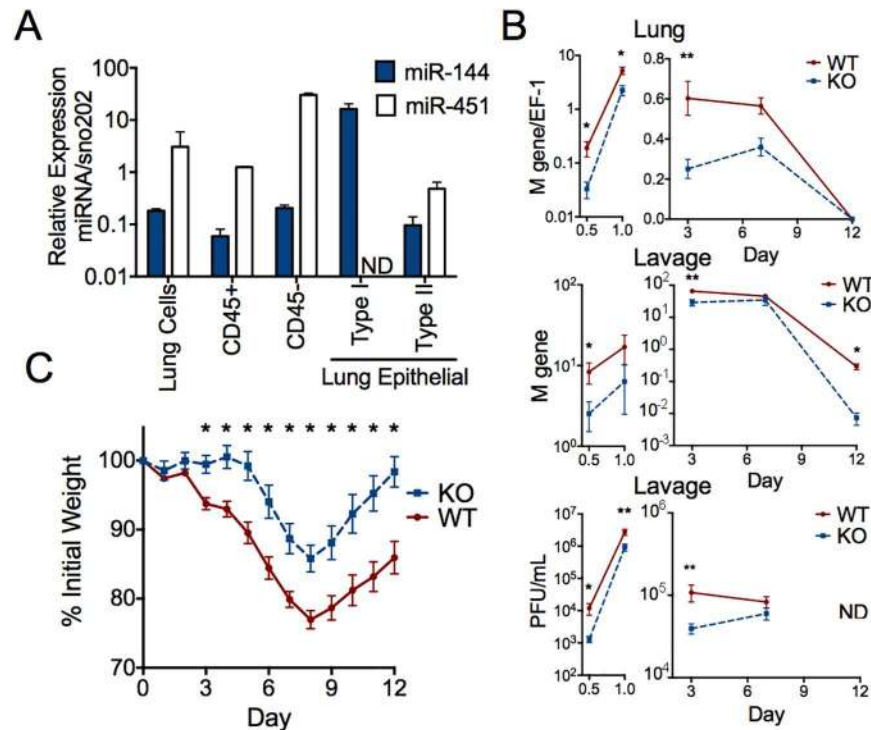 A
Relative Expression
miRNA/sno202
100
10
1
0.1
0.01
miR-144
miR-451
ND
Lung Cells
CD45+
CD45-
Type I
Type II
Lung Epithelial
B
Lung
M gene/EF-1
10
1
0.1
0.01
* *
0.5 1.0
0.8
0.6
0.4
0.2
0.0
**
WT
KO
3 6 9 12
Day
Lavage
M gene
10²
10¹
10⁰
*
0.5 1.0
10²
10¹
10⁰
10⁻¹
10⁻²
10⁻³
** *
WT
KO
3 6 9 12
Day
Lavage
PFU/mL
10⁷
10⁶
10⁵
10⁴
10³
10²
* **
0.5 1.0
10⁶
10⁵
10⁴
**
WT
KO
ND
3 6 9 12
Day
C
% Initial Weight
100
90
80
70
* * * * * * * * * *
KO
WT
0 3 6 9 12
Day